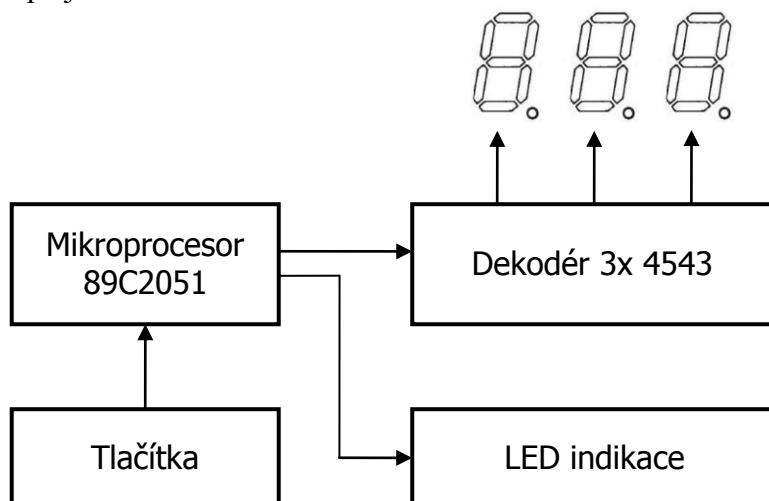 Mikroprocesor
89C2051
Dekodér 3x 4543
Tlačítka
LED indikace